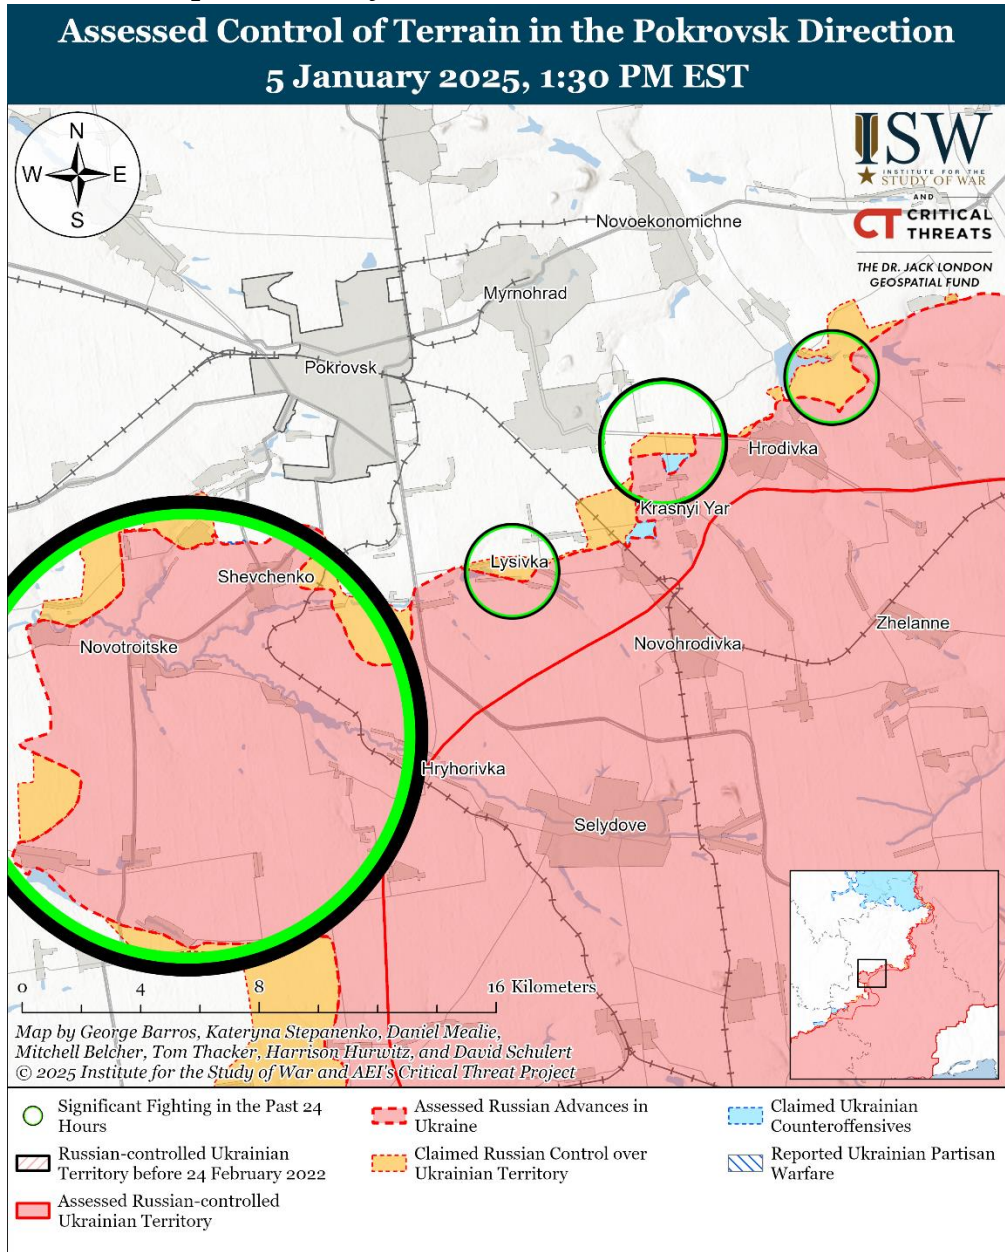 Assessed Control of Terrain in the Pokrovsk Direction
5 January 2025, 1:30 PM EST
N
W E
S
ISW
INSTITUTE FOR THE
STUDY OF WAR
AND
CT CRITICAL
THREATS
THE DR. JACK LONDON
GEOSPATIAL FUND
Novoekonomichne
Myrnohrad
Pokrovsk
Hrodivka
Krasnyi Yar
Lysivka
Shevchenko
Zhelanne
Novotroitske
Novohrodivka
Hryhorivka
Selydove
0 4 8 16 Kilometers
Map by George Barros, Kateryna Stepanenko, Daniel Mealie,
Mitchell Belcher, Tom Thacker, Harrison Hurwitz, and David Schulert
© 2025 Institute for the Study of War and AEI's Critical Threat Project
Significant Fighting in the Past 24
Hours
Russian-controlled Ukrainian
Territory before 24 February 2022
Assessed Russian-controlled
Ukrainian Territory
Assessed Russian Advances in
Ukraine
Claimed Russian Control over
Ukrainian Territory
Claimed Ukrainian
Counteroffensives
Reported Ukrainian Partisan
Warfare